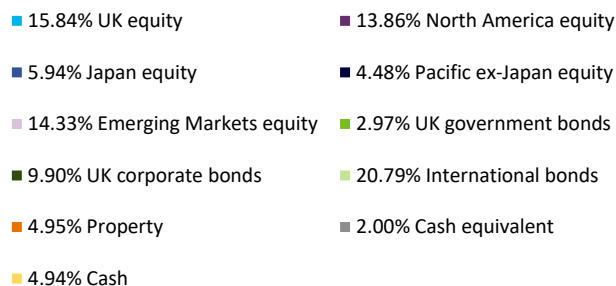 15.84% UK equity
13.86% North America equity
5.94% Japan equity
4.48% Pacific ex-Japan equity
14.33% Emerging Markets equity
2.97% UK government bonds
9.90% UK corporate bonds
20.79% International bonds
4.95% Property
2.00% Cash equivalent
4.94% Cash